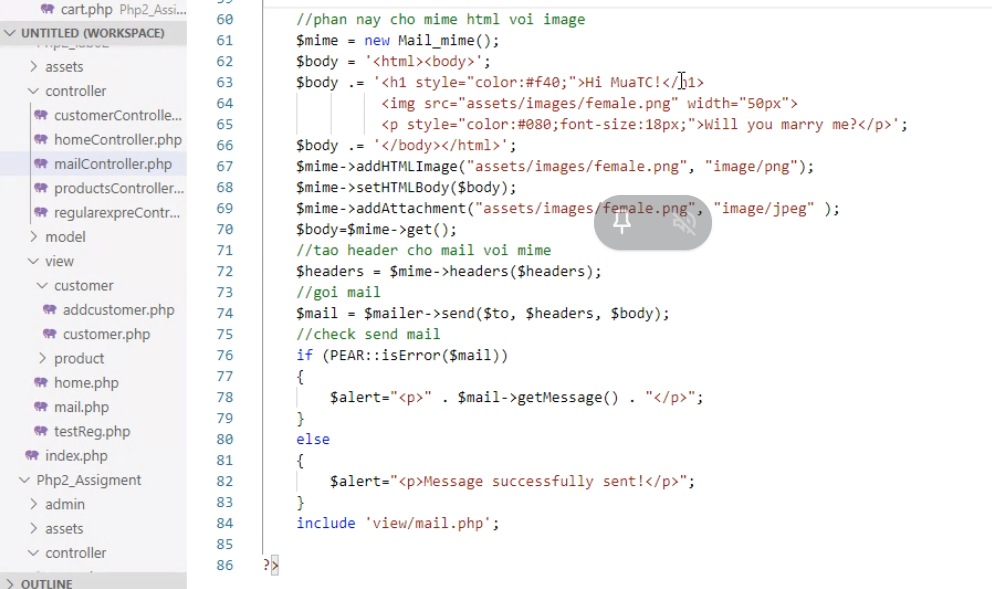 cart.php Php2_Assig...
UNTITLED (WORKSPACE)
assets
controller
customerControlle...
homeController.php
mailController.php
productsController...
regularexpreContr...
model
view
customer
addcustomer.php
customer.php
product
home.php
mail.php
testReg.php
index.php
Php2_Assigment
admin
assets
controller
OUTLINE
60 //phan nay cho mime html voi image
61 $mime = new Mail_mime();
62 $body = '<html><body>';
63 $body .= '<h1 style="color:#f40;">Hi MuaTC!</h1>
64 <img src="assets/images/female.png" width="50px">
65 <p style="color:#080;font-size:18px;">Will you marry me?</p>';
66 $body .= '</body></html>';
67 $mime->addHTMLImage("assets/images/female.png", "image/png");
68 $mime->setHTMLBody($body);
69 $mime->addAttachment("assets/images/female.png", "image/jpeg" );
70 $body=$mime->get();
71 //tao header cho mail voi mime
72 $headers = $mime->headers($headers);
73 //goi mail
74 $mail = $mailer->send($to, $headers, $body);
75 //check send mail
76 if (PEAR::isError($mail))
77 {
78 $alert="<p>" . $mail->getMessage() . "</p>";
79 }
80 else
81 {
82 $alert="<p>Message successfully sent!</p>";
83 }
84 include 'view/mail.php';
85
86 ?>